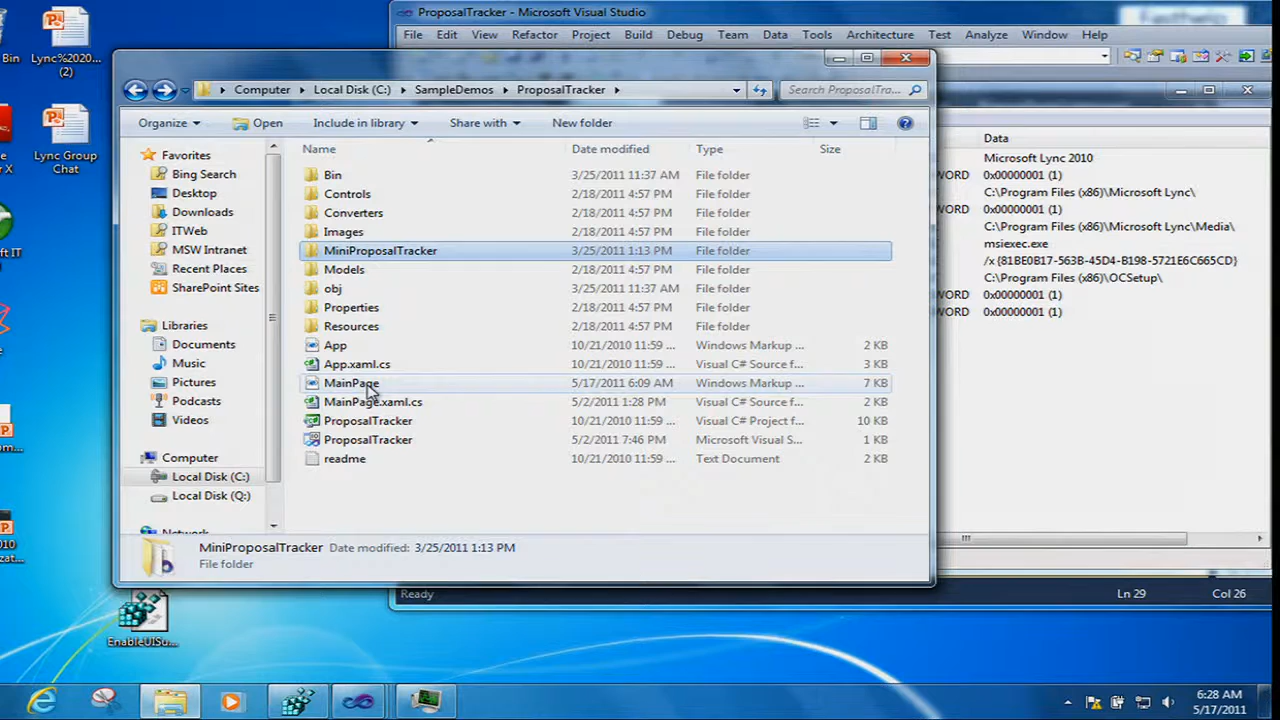 ProposalTracker - Microsoft Visual Studio
File Edit View Refactor Project Build Debug Team Data Tools Architecture Test Analyze Window Help
Bin
Lync%2020...
(2)
Lync Group
Chat
Computer Local Disk (C:) SampleDemos ProposalTracker
Search ProposalTra...
Organize Open Include in library Share with New folder
Favorites
Bing Search
Desktop
Downloads
ITWeb
MSW Intranet
Recent Places
SharePoint Sites
Libraries
Documents
Music
Pictures
Podcasts
Videos
Computer
Local Disk (C:)
Local Disk (Q:)
Network
Name Date modified Type Size
Bin 3/25/2011 11:37 AM File folder
Controls 2/18/2011 4:57 PM File folder
Converters 2/18/2011 4:57 PM File folder
Images 2/18/2011 4:57 PM File folder
MiniProposalTracker 3/25/2011 1:13 PM File folder
Models 2/18/2011 4:57 PM File folder
obj 3/25/2011 11:37 AM File folder
Properties 2/18/2011 4:57 PM File folder
Resources 2/18/2011 4:57 PM File folder
App 10/21/2010 11:59 ... Windows Markup ... 2 KB
App.xaml.cs 10/21/2010 11:59 ... Visual C# Source f... 3 KB
MainPage 5/17/2011 6:09 AM Windows Markup ... 7 KB
MainPage.xaml.cs 5/2/2011 1:28 PM Visual C# Source f... 2 KB
ProposalTracker 10/21/2010 11:59 ... Visual C# Project f... 10 KB
ProposalTracker 5/2/2011 7:46 PM Microsoft Visual S... 1 KB
readme 10/21/2010 11:59 ... Text Document 2 KB
MiniProposalTracker Date modified: 3/25/2011 1:13 PM
File folder
Data
Microsoft Lync 2010
WORD 0x00000001 (1)
C:\Program Files (x86)\Microsoft Lync\
WORD 0x00000001 (1)
C:\Program Files (x86)\Microsoft Lync\Media\
msiexec.exe
/x {81BE0B17-563B-45D4-B198-5721E6C665CD}
C:\Program Files (x86)\OCSetup\
WORD 0x00000001 (1)
WORD 0x00000001 (1)
Ready Ln 29 Col 26
EnableUISu...
6:28 AM
5/17/2011